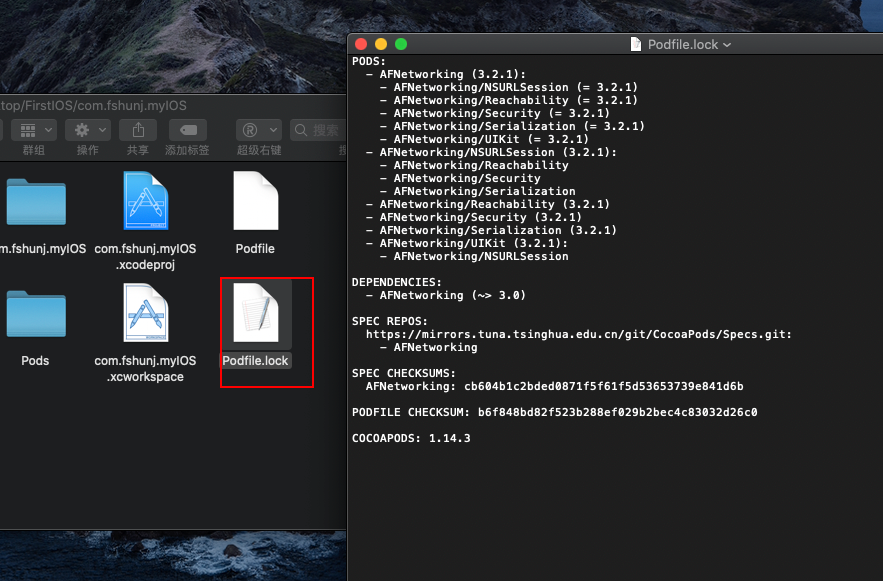 top/FirstIOS/com.fshunj.myIOS
群组
操作
共享
添加标签
超级右键
搜索
m.fshunj.myIOS
com.fshunj.myIOS
.xcodeproj
Podfile
Pods
com.fshunj.myIOS
.xcworkspace
Podfile.lock
Podfile.lock
PODS:
- AFNetworking (3.2.1):
- AFNetworking/NSURLSession (= 3.2.1)
- AFNetworking/Reachability (= 3.2.1)
- AFNetworking/Security (= 3.2.1)
- AFNetworking/Serialization (= 3.2.1)
- AFNetworking/UIKit (= 3.2.1)
- AFNetworking/NSURLSession (3.2.1):
- AFNetworking/Reachability
- AFNetworking/Security
- AFNetworking/Serialization
- AFNetworking/Reachability (3.2.1)
- AFNetworking/Security (3.2.1)
- AFNetworking/Serialization (3.2.1)
- AFNetworking/UIKit (3.2.1):
- AFNetworking/NSURLSession
DEPENDENCIES:
- AFNetworking (~> 3.0)
SPEC REPOS:
https://mirrors.tuna.tsinghua.edu.cn/git/CocoaPods/Specs.git:
- AFNetworking
SPEC CHECKSUMS:
AFNetworking: cb604b1c2bded0871f5f61f5d53653739e841d6b
PODFILE CHECKSUM: b6f848bd82f523b288ef029b2bec4c83032d26c0
COCOAPODS: 1.14.3